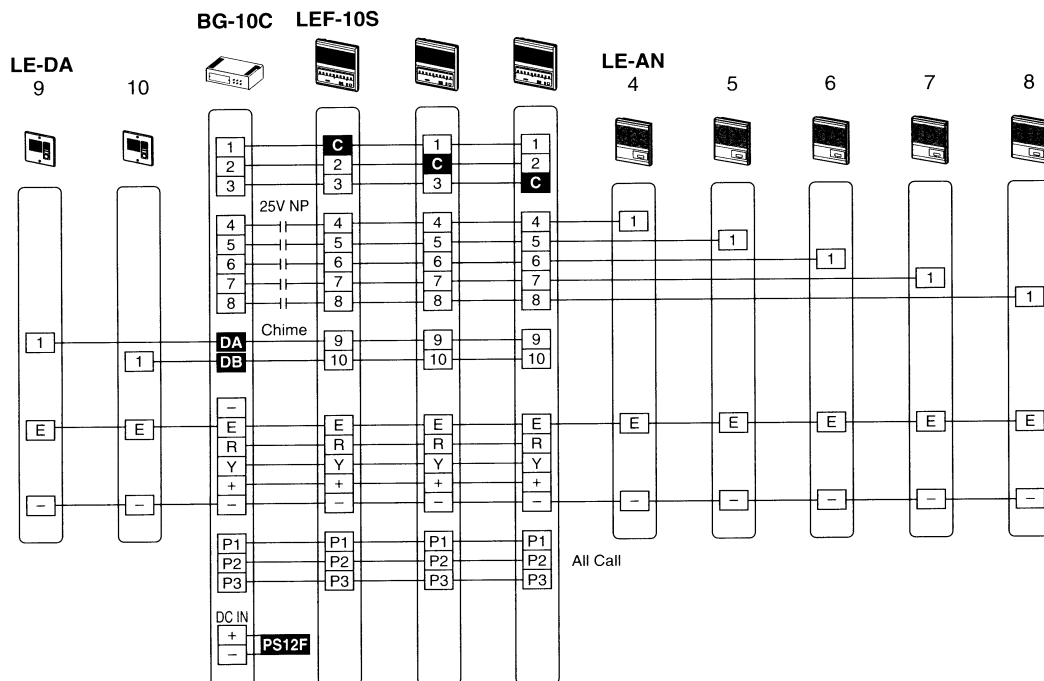 BG-10C LEF-10S
LE-DA LE-AN
9 10 4 5 6 7 8
1 C 1 1
2 2 C 2
3 3 3 C
25V NP
4 4 4 4 1
5 5 5 5 1
6 6 6 6 1
7 7 7 7 1
8 8 8 8 1
Chime
1 DA 9 9 9
1 DB 10 10 10
–
E E E E E E E E E E E
R R R R
Y Y Y Y
+ + + +
– – – – – – – – – – –
P1 P1 P1 P1
P2 P2 P2 P2 All Call
P3 P3 P3 P3
DC IN
+ PS12F
–